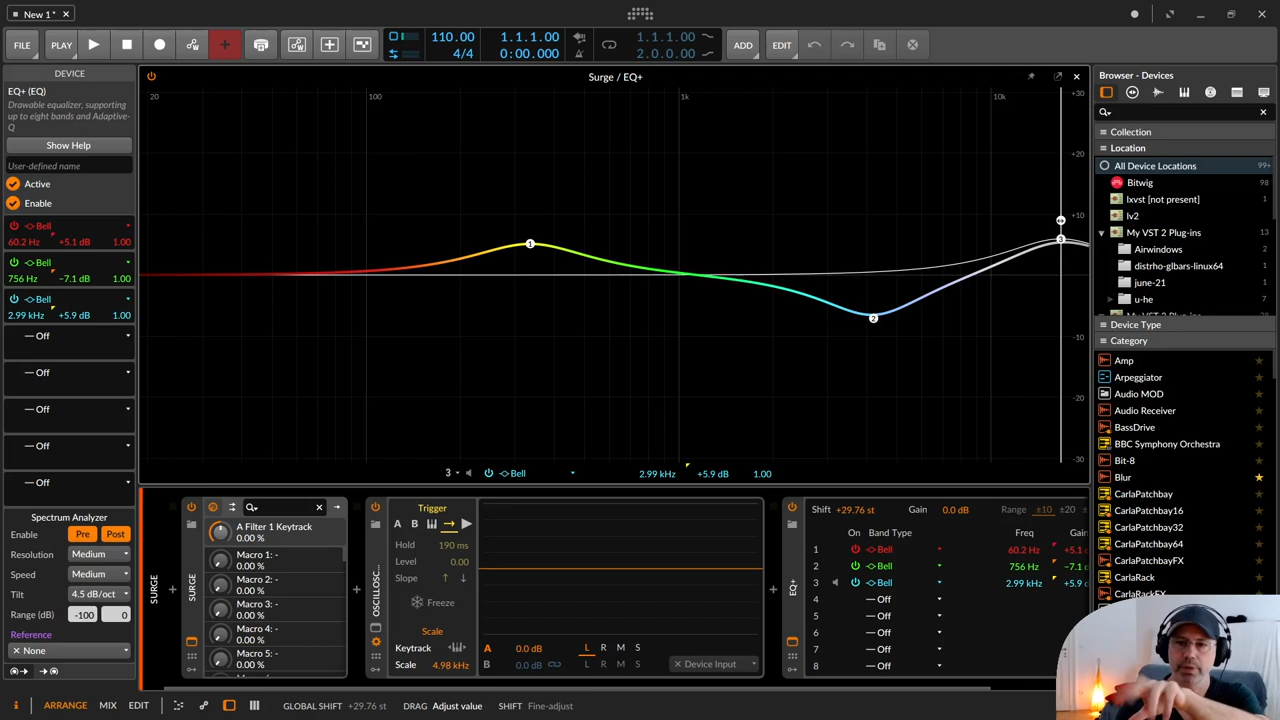 New 1 *
FILE
PLAY
110.00
4/4
1.1.1.00
0:00.000
1.1.1.00
2.0.0.00
ADD
EDIT
DEVICE
EQ+ (EQ)
Drawable equalizer, supporting
up to eight bands and Adaptive-
Q
Show Help
User-defined name
Active
Enable
Bell
60.2 Hz +5.1 dB 1.00
Bell
756 Hz −7.1 dB 1.00
Bell
2.99 kHz +5.9 dB 1.00
Off
Off
Off
Off
Off
Spectrum Analyzer
Enable Pre Post
Resolution Medium
Speed Medium
Tilt 4.5 dB/oct
Range (dB) -100 0
Reference
None
Surge / EQ+
20 100 1k 10k
+30
+20
+10
-10
-20
-30
1
2
3
3 Bell 2.99 kHz +5.9 dB 1.00
SURGE
SURGE
A Filter 1 Keytrack
0.00 %
Macro 1: -
0.00 %
Macro 2: -
0.00 %
Macro 3: -
0.00 %
Macro 4: -
0.00 %
Macro 5: -
0.00 %
Trigger
A B
Hold 190 ms
Level 0.00
Slope
Freeze
Scale
Keytrack
Scale 4.98 kHz
A 0.0 dB L R M S
B 0.0 dB L R M S
Device Input
EQ+
Shift +29.76 st Gain 0.0 dB Range ±10 ±20
On Band Type Freq
1 Bell 60.2 Hz +5.1
2 Bell 756 Hz
3 Bell 2.99 kHz +5.9
4 Off
5 Off
6 Off
7 Off
8 Off
Browser - Devices
Collection
Location
All Device Locations 99+
Bitwig 98
lxvst [not present] 1
lv2
My VST 2 Plug-ins 13
Airwindows 2
distrho-glbars-linux64 1
june-21 1
u-he 7
Device Type
Category
Amp
Arpeggiator
Audio MOD
Audio Receiver
BassDrive
BBC Symphony Orchestra
Bit-8
Blur
CarlaPatchbay
CarlaPatchbay16
CarlaPatchbay32
CarlaPatchbay64
CarlaPatchbayFX
CarlaRack
CarlaRackFX
ARRANGE MIX EDIT
GLOBAL SHIFT +29.76 st DRAG Adjust value SHIFT Fine-adjust